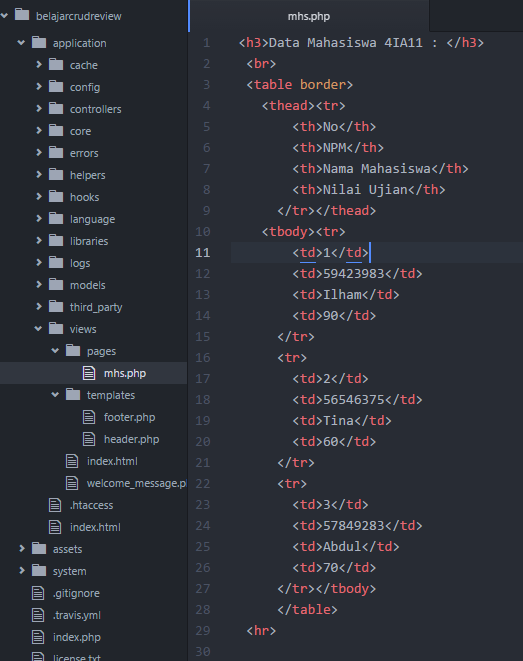 belajarcrudreview
application
cache
config
controllers
core
errors
helpers
hooks
language
libraries
logs
models
third_party
views
pages
mhs.php
templates
footer.php
header.php
index.html
welcome_message.p
.htaccess
index.html
assets
system
.gitignore
.travis.yml
index.php
license.txt
mhs.php
1 <h3>Data Mahasiswa 4IA11 : </h3>
2 <br>
3 <table border>
4 <thead><tr>
5 <th>No</th>
6 <th>NPM</th>
7 <th>Nama Mahasiswa</th>
8 <th>Nilai Ujian</th>
9 </tr></thead>
10 <tbody><tr>
11 <td>1</td>
12 <td>59423983</td>
13 <td>Ilham</td>
14 <td>90</td>
15 </tr>
16 <tr>
17 <td>2</td>
18 <td>56546375</td>
19 <td>Tina</td>
20 <td>60</td>
21 </tr>
22 <tr>
23 <td>3</td>
24 <td>57849283</td>
25 <td>Abdul</td>
26 <td>70</td>
27 </tr></tbody>
28 </table>
29 <hr>
30